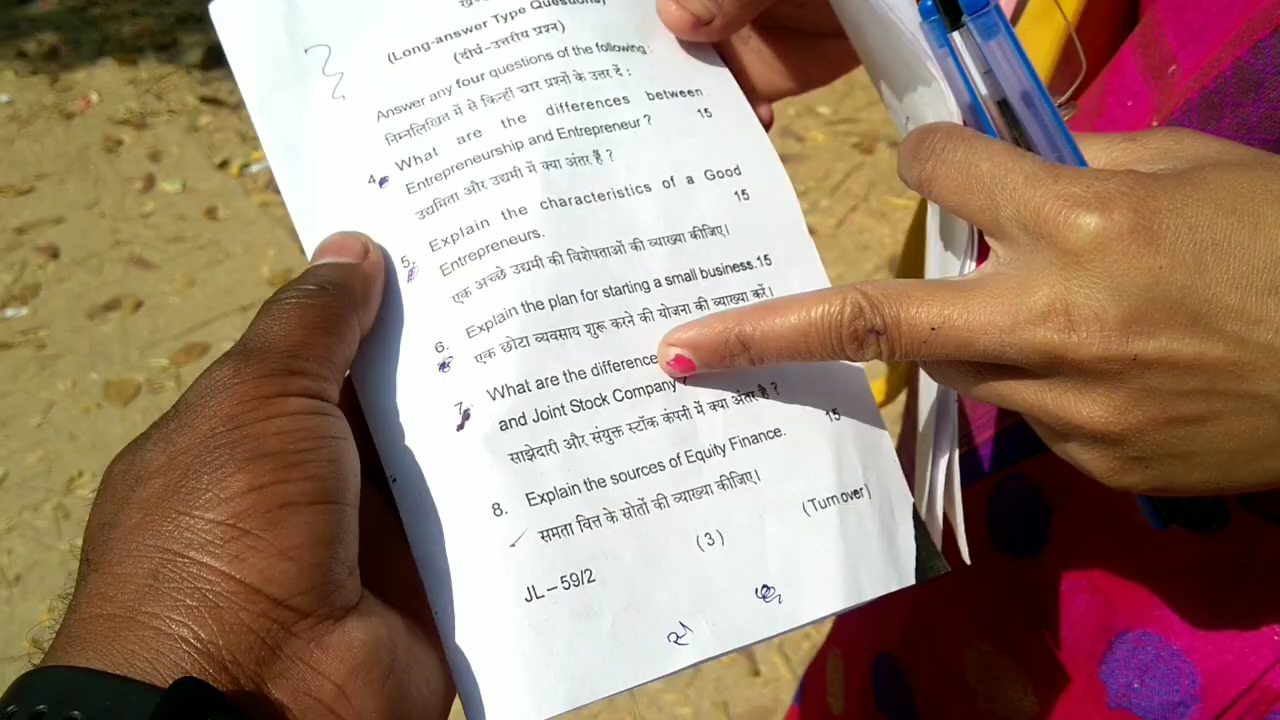 (Long-answer Type Questions)
(दीर्घ-उत्तरीय प्रश्न)
Answer any four questions of the following:
निम्नलिखित में से किन्हीं चार प्रश्नों के उत्तर दें :
4. What are the differences between
Entrepreneurship and Entrepreneur ? 15
उद्यमिता और उद्यमी में क्या अंतर हैं ?
5. Explain the characteristics of a Good
Entrepreneurs. 15
एक अच्छे उद्यमी की विशेषताओं की व्याख्या कीजिए।
6. Explain the plan for starting a small business. 15
एक छोटा व्यवसाय शुरू करने की योजना की व्याख्या करें।
7. What are the difference
and Joint Stock Company ?
साझेदारी और संयुक्त स्टॉक कंपनी में क्या अंतर है ?
8. Explain the sources of Equity Finance. 15
समता वित्त के स्रोतों की व्याख्या कीजिए।
JL-59/2 (3) (Turnover)